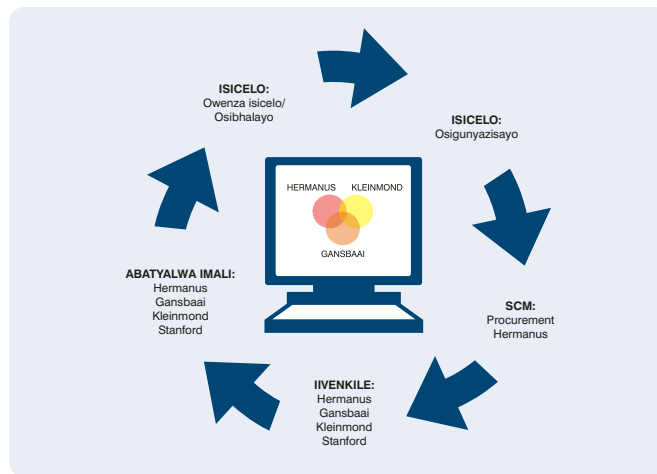 ISICELO:
Owenza isicelo/
Osibhalayo
ISICELO:
Osigunyazisayo
HERMANUS
KLEINMOND
GANSBAAI
SCM:
Procurement
Hermanus
IIVENKILE:
Hermanus
Gansbaai
Kleinmond
Stanford
ABATYALWA IMALI:
Hermanus
Gansbaai
Kleinmond
Stanford